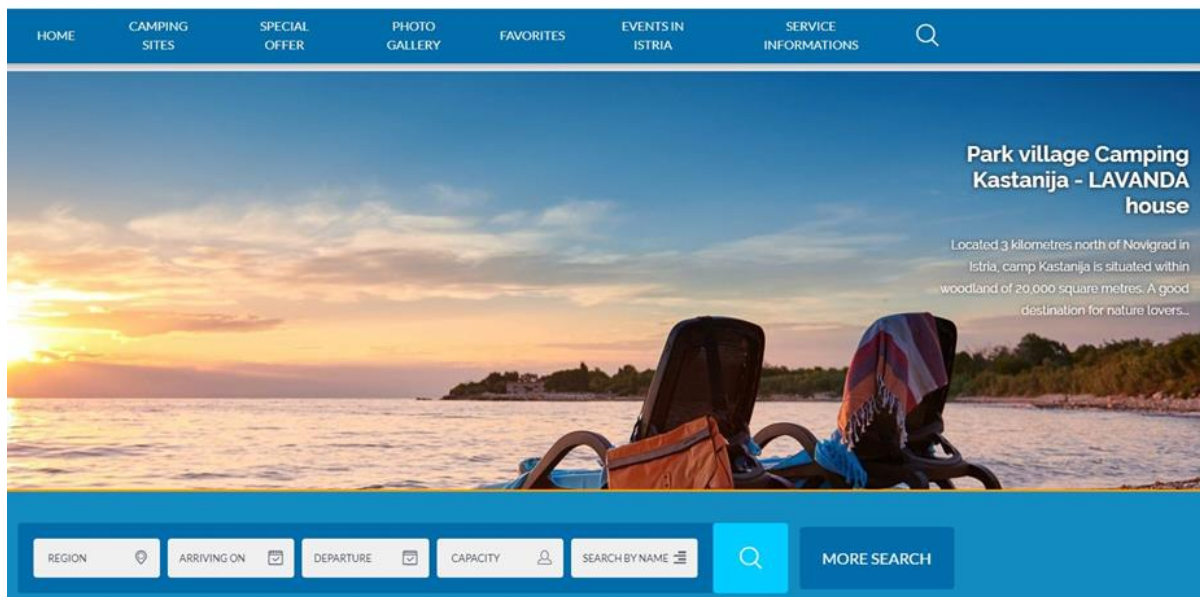 HOME
CAMPING
SITES
SPECIAL
OFFER
PHOTO
GALLERY
FAVORITES
EVENTS IN
ISTRIA
SERVICE
INFORMATIONS
Park village Camping
Kastanija - LAVANDA
house
Located 3 kilometres north of Novigrad in
Istria, camp Kastanija is situated within
woodland of 20,000 square metres. A good
destination for nature lovers...
REGION
ARRIVING ON
DEPARTURE
CAPACITY
SEARCH BY NAME
MORE SEARCH